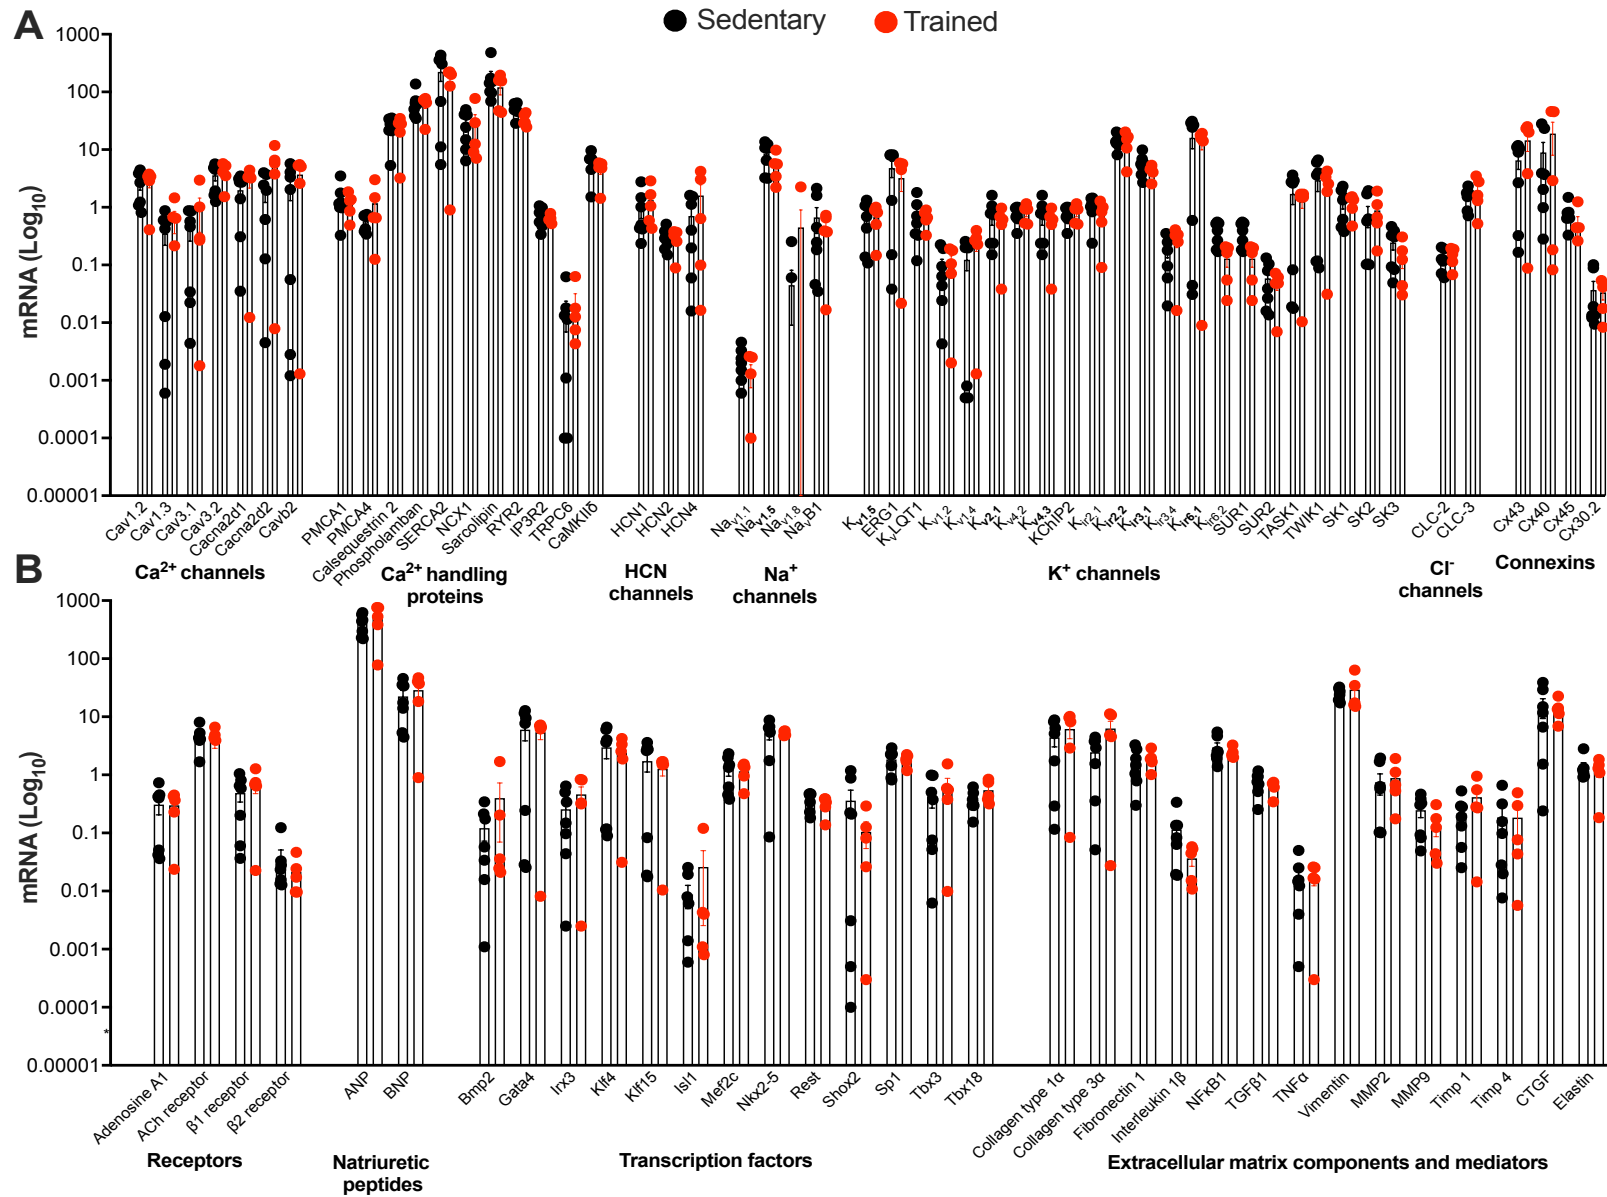 A
Sedentary
Trained
mRNA (Log10)
1000
100
10
1
0.1
0.01
0.001
0.0001
0.00001
Cav1.2
Cav1.3
Cav3.1
Cav3.2
Cacna2d1
Cacna2d2
Cavb2
PMCA1
PMCA4
Calsequestrin 2
Phospholamban
SERCA2
NCX1
Sarcolipin
RYR2
IP3R2
TRPC6
CaMKIIδ
HCN1
HCN2
HCN4
Nav1.1
Nav1.5
Nav1.8
NavB1
Kv1.5
ERG1
KvLQT1
Kv1.2
Kv1.4
Kv2.1
Kv4.2
Kv4.3
KChIP2
Kir2.1
Kir2.2
Kir3.1
Kir3.4
Kir6.1
Kir6.2
SUR1
SUR2
TASK1
TWIK1
SK1
SK2
SK3
CLC-2
CLC-3
Cx43
Cx40
Cx45
Cx30.2
Ca2+ channels
Ca2+ handling
proteins
HCN
channels
Na+
channels
K+ channels
Cl-
channels
Connexins
B
mRNA (Log10)
1000
100
10
1
0.1
0.01
0.001
0.0001
*
0.00001
Adenosine A1
ACh receptor
β1 receptor
β2 receptor
ANP
BNP
Bmp2
Gata4
Irx3
Klf4
Klf15
Isl1
Mef2c
Nkx2-5
Rest
Shox2
Sp1
Tbx3
Tbx18
Collagen type 1α
Collagen type 3α
Fibronectin 1
Interleukin 1β
NFκB1
TGFβ1
TNFα
Vimentin
MMP2
MMP9
Timp 1
Timp 4
CTGF
Elastin
Receptors
Natriuretic
peptides
Transcription factors
Extracellular matrix components and mediators